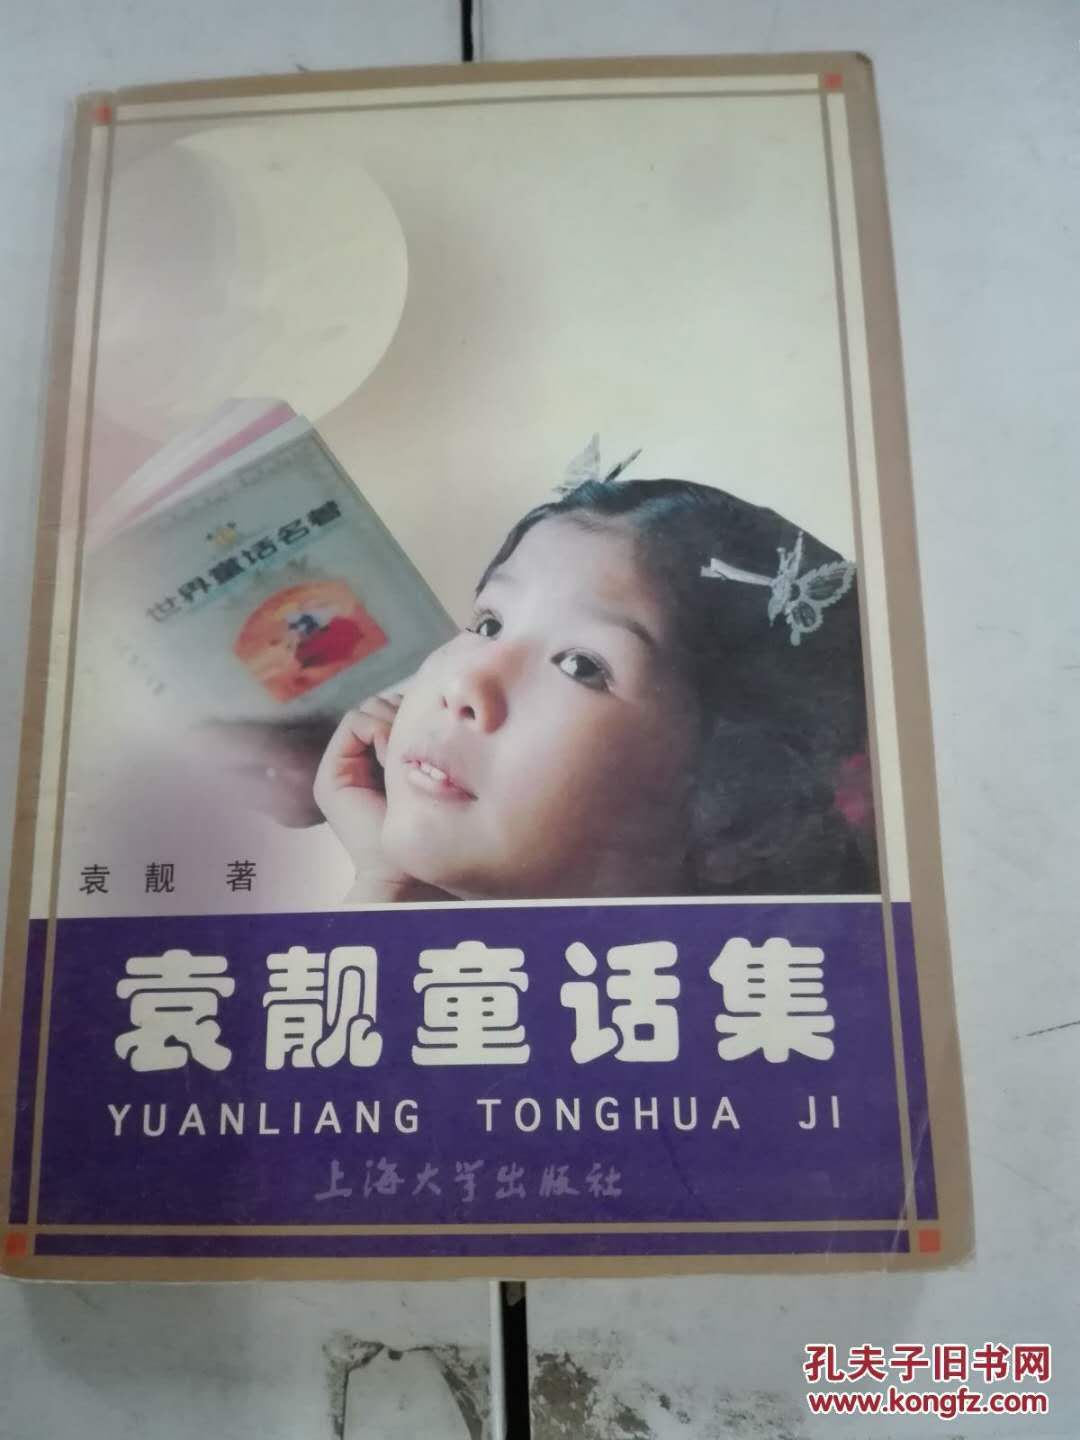 世界童话名著
袁靓 著
袁靓童话集
YUANLIANG TONGHUA JI
上海大学出版社
孔夫子旧书网
www.kongfz.com